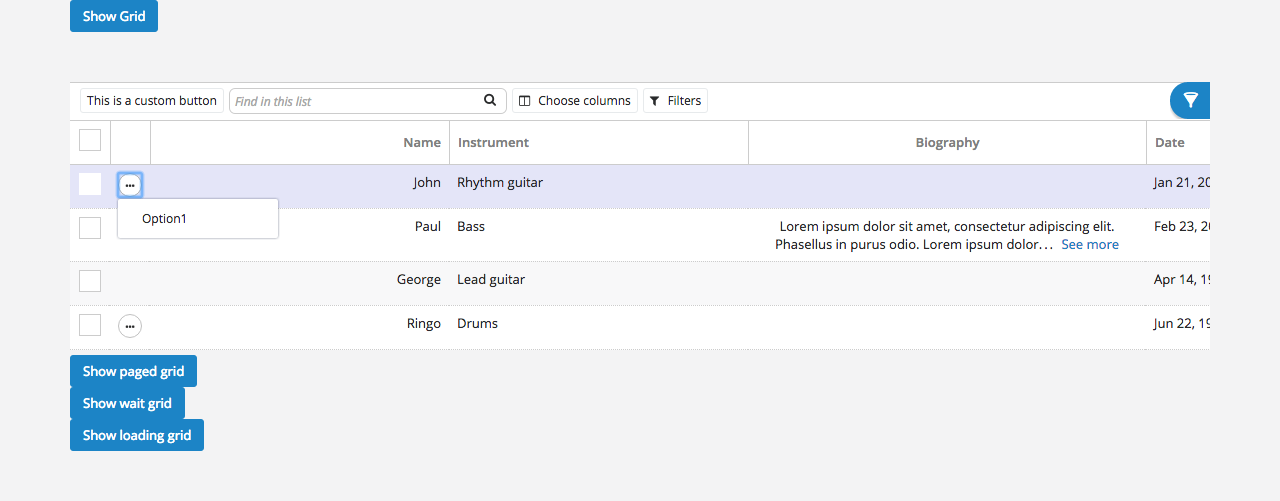 Show Grid
This is a custom button Find in this list Choose columns Filters
Name Instrument Biography Date
John Rhythm guitar Jan 21, 20
Option1
Paul Bass Lorem ipsum dolor sit amet, consectetur adipiscing elit. Feb 23, 20
Phasellus in purus odio. Lorem ipsum dolor... See more
George Lead guitar Apr 14, 19
Ringo Drums Jun 22, 19
Show paged grid
Show wait grid
Show loading grid